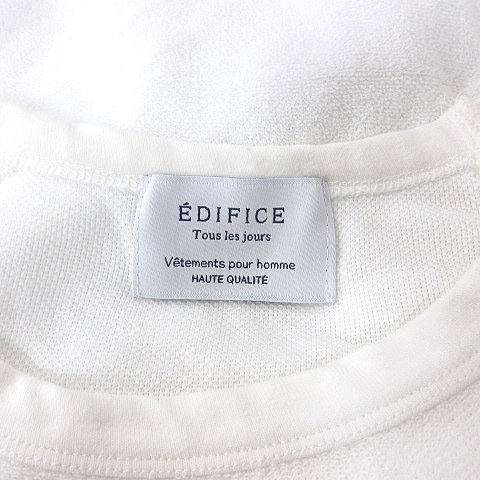 ÉDIFICE
Tous les jours
Vêtements pour homme
HAUTE QUALITÉ